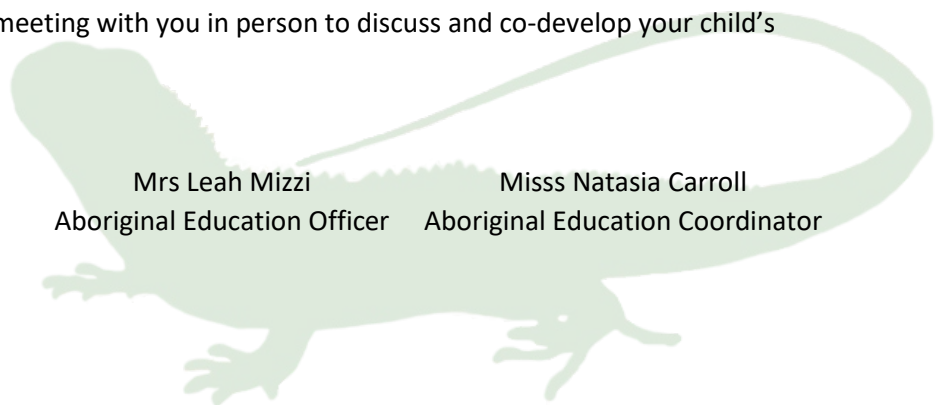 meeting with you in person to discuss and co-develop your child’s
Mrs Leah Mizzi Misss Natasia Carroll
Aboriginal Education Officer Aboriginal Education Coordinator